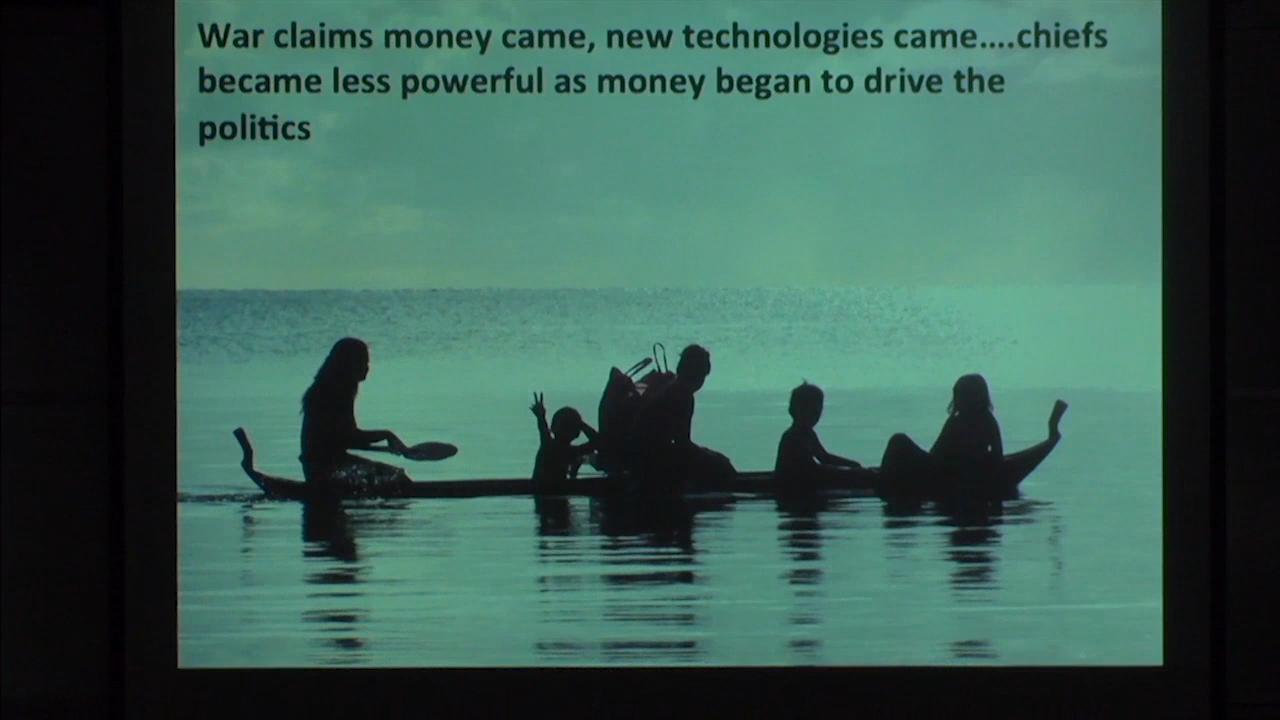 War claims money came, new technologies came....chiefs
became less powerful as money began to drive the
politics